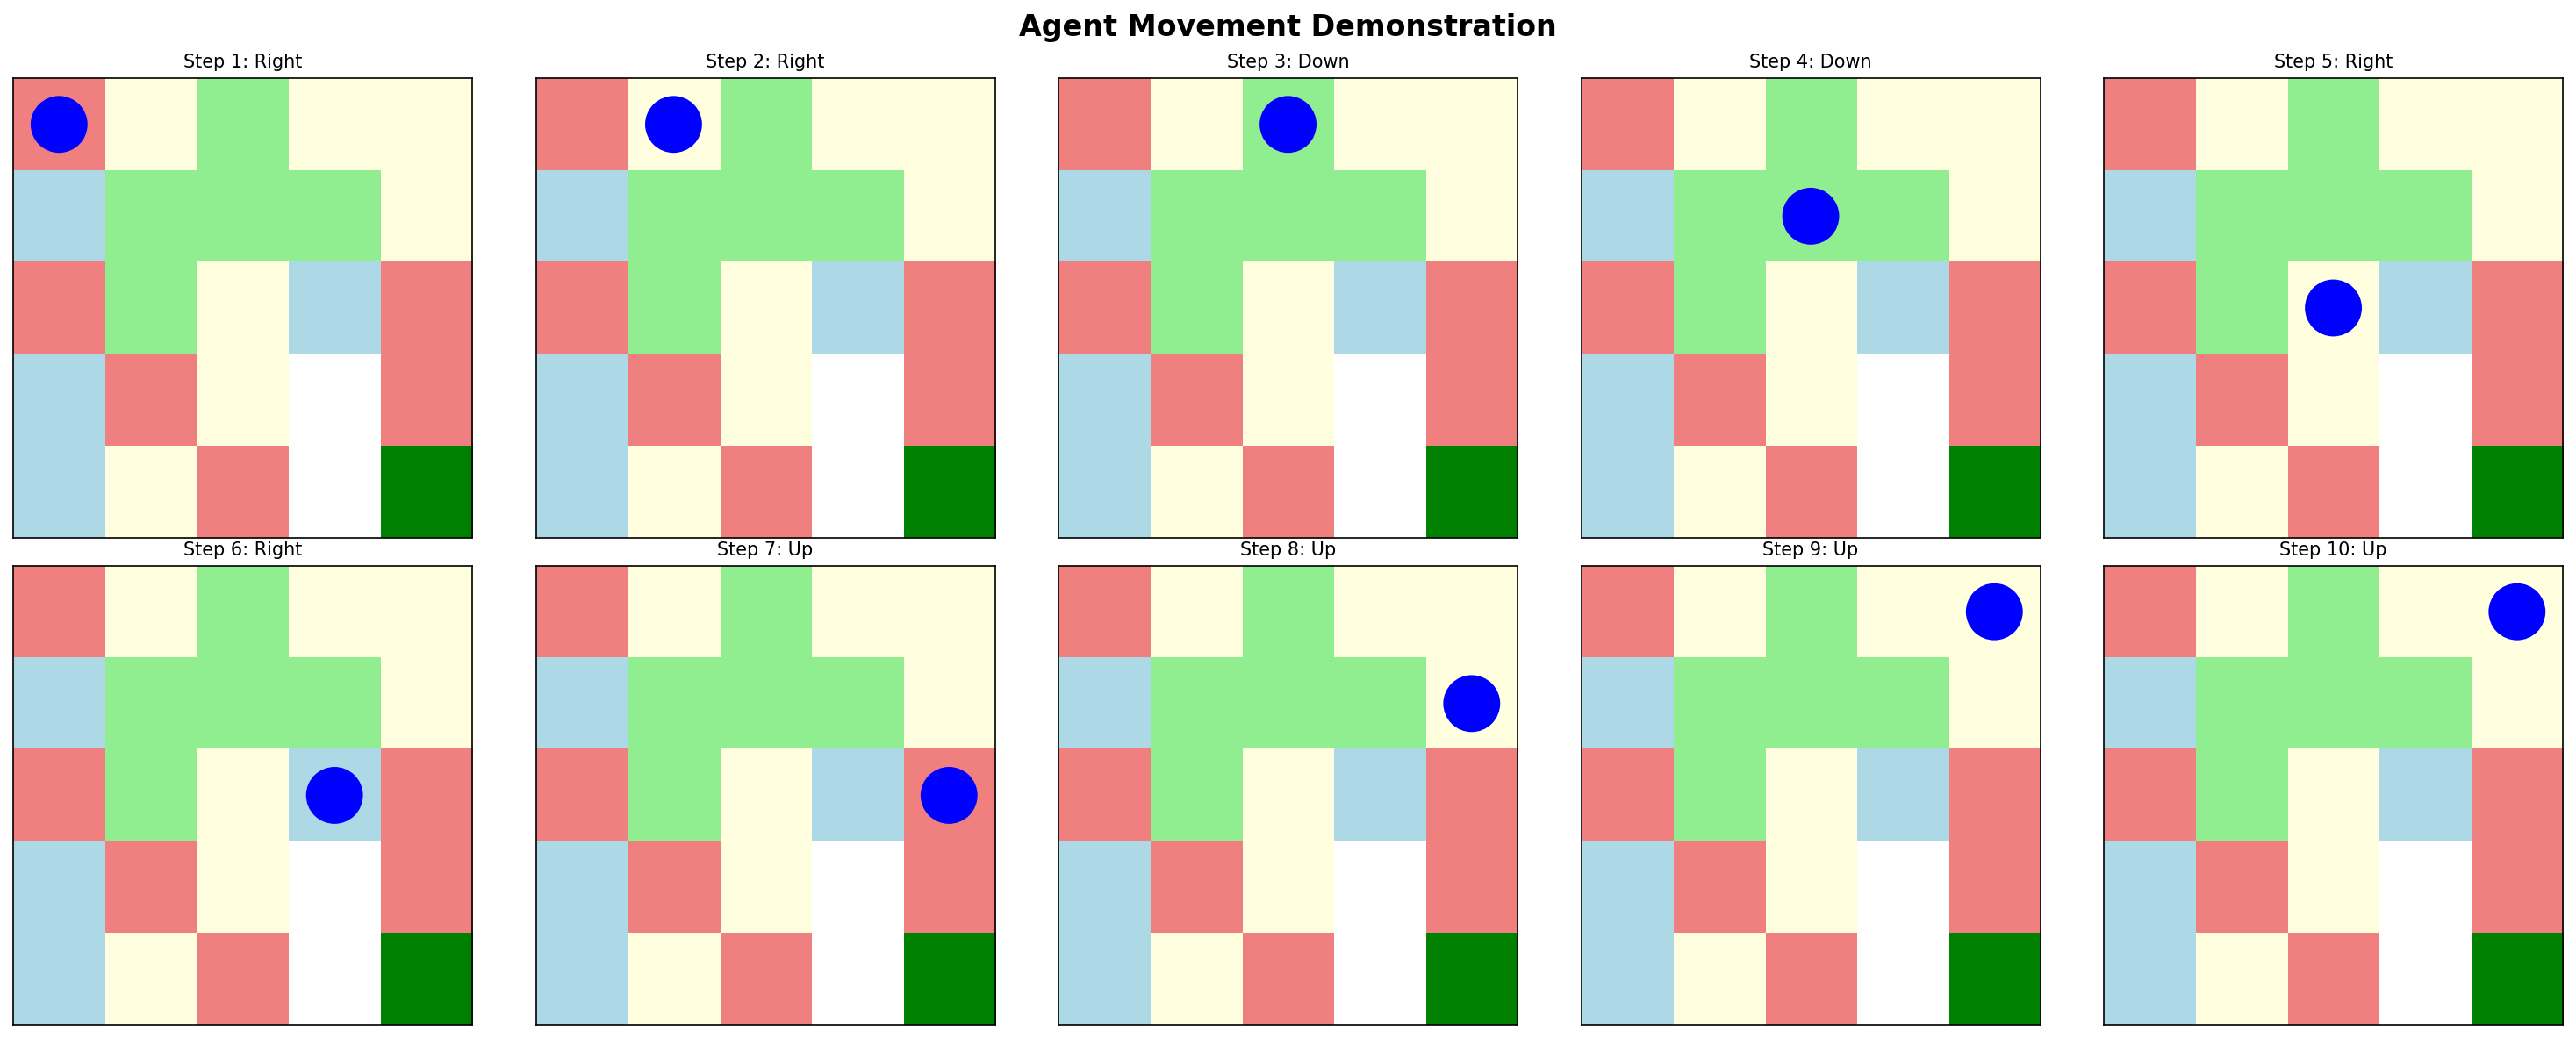 Agent Movement Demonstration
Step 1: Right
Step 2: Right
Step 3: Down
Step 4: Down
Step 5: Right
Step 6: Right
Step 7: Up
Step 8: Up
Step 9: Up
Step 10: Up